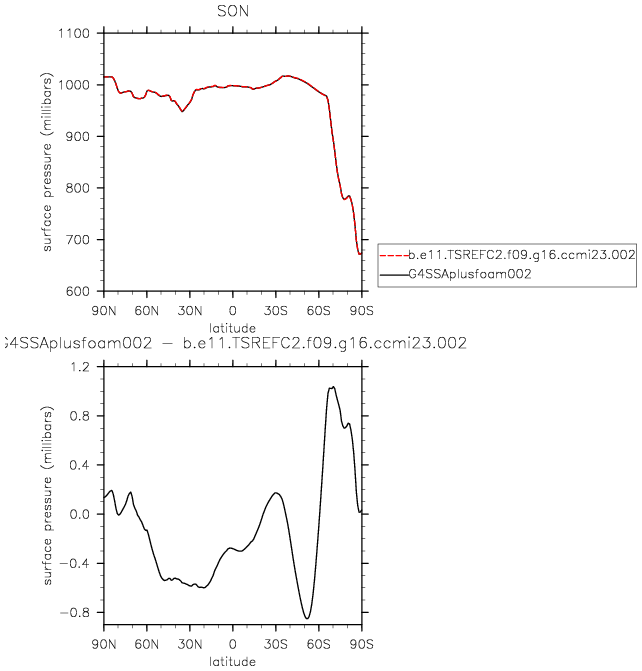 SON
1100
1000
900
800
700
600
surface pressure (millibars)
90N 60N 30N 0 30S 60S 90S
latitude
b.e11.TSREFC2.f09.g16.ccmi23.002
G4SSAplusfoam002
G4SSAplusfoam002 - b.e11.TSREFC2.f09.g16.ccmi23.002
1.2
0.8
0.4
0.0
-0.4
-0.8
surface pressure (millibars)
90N 60N 30N 0 30S 60S 90S
latitude